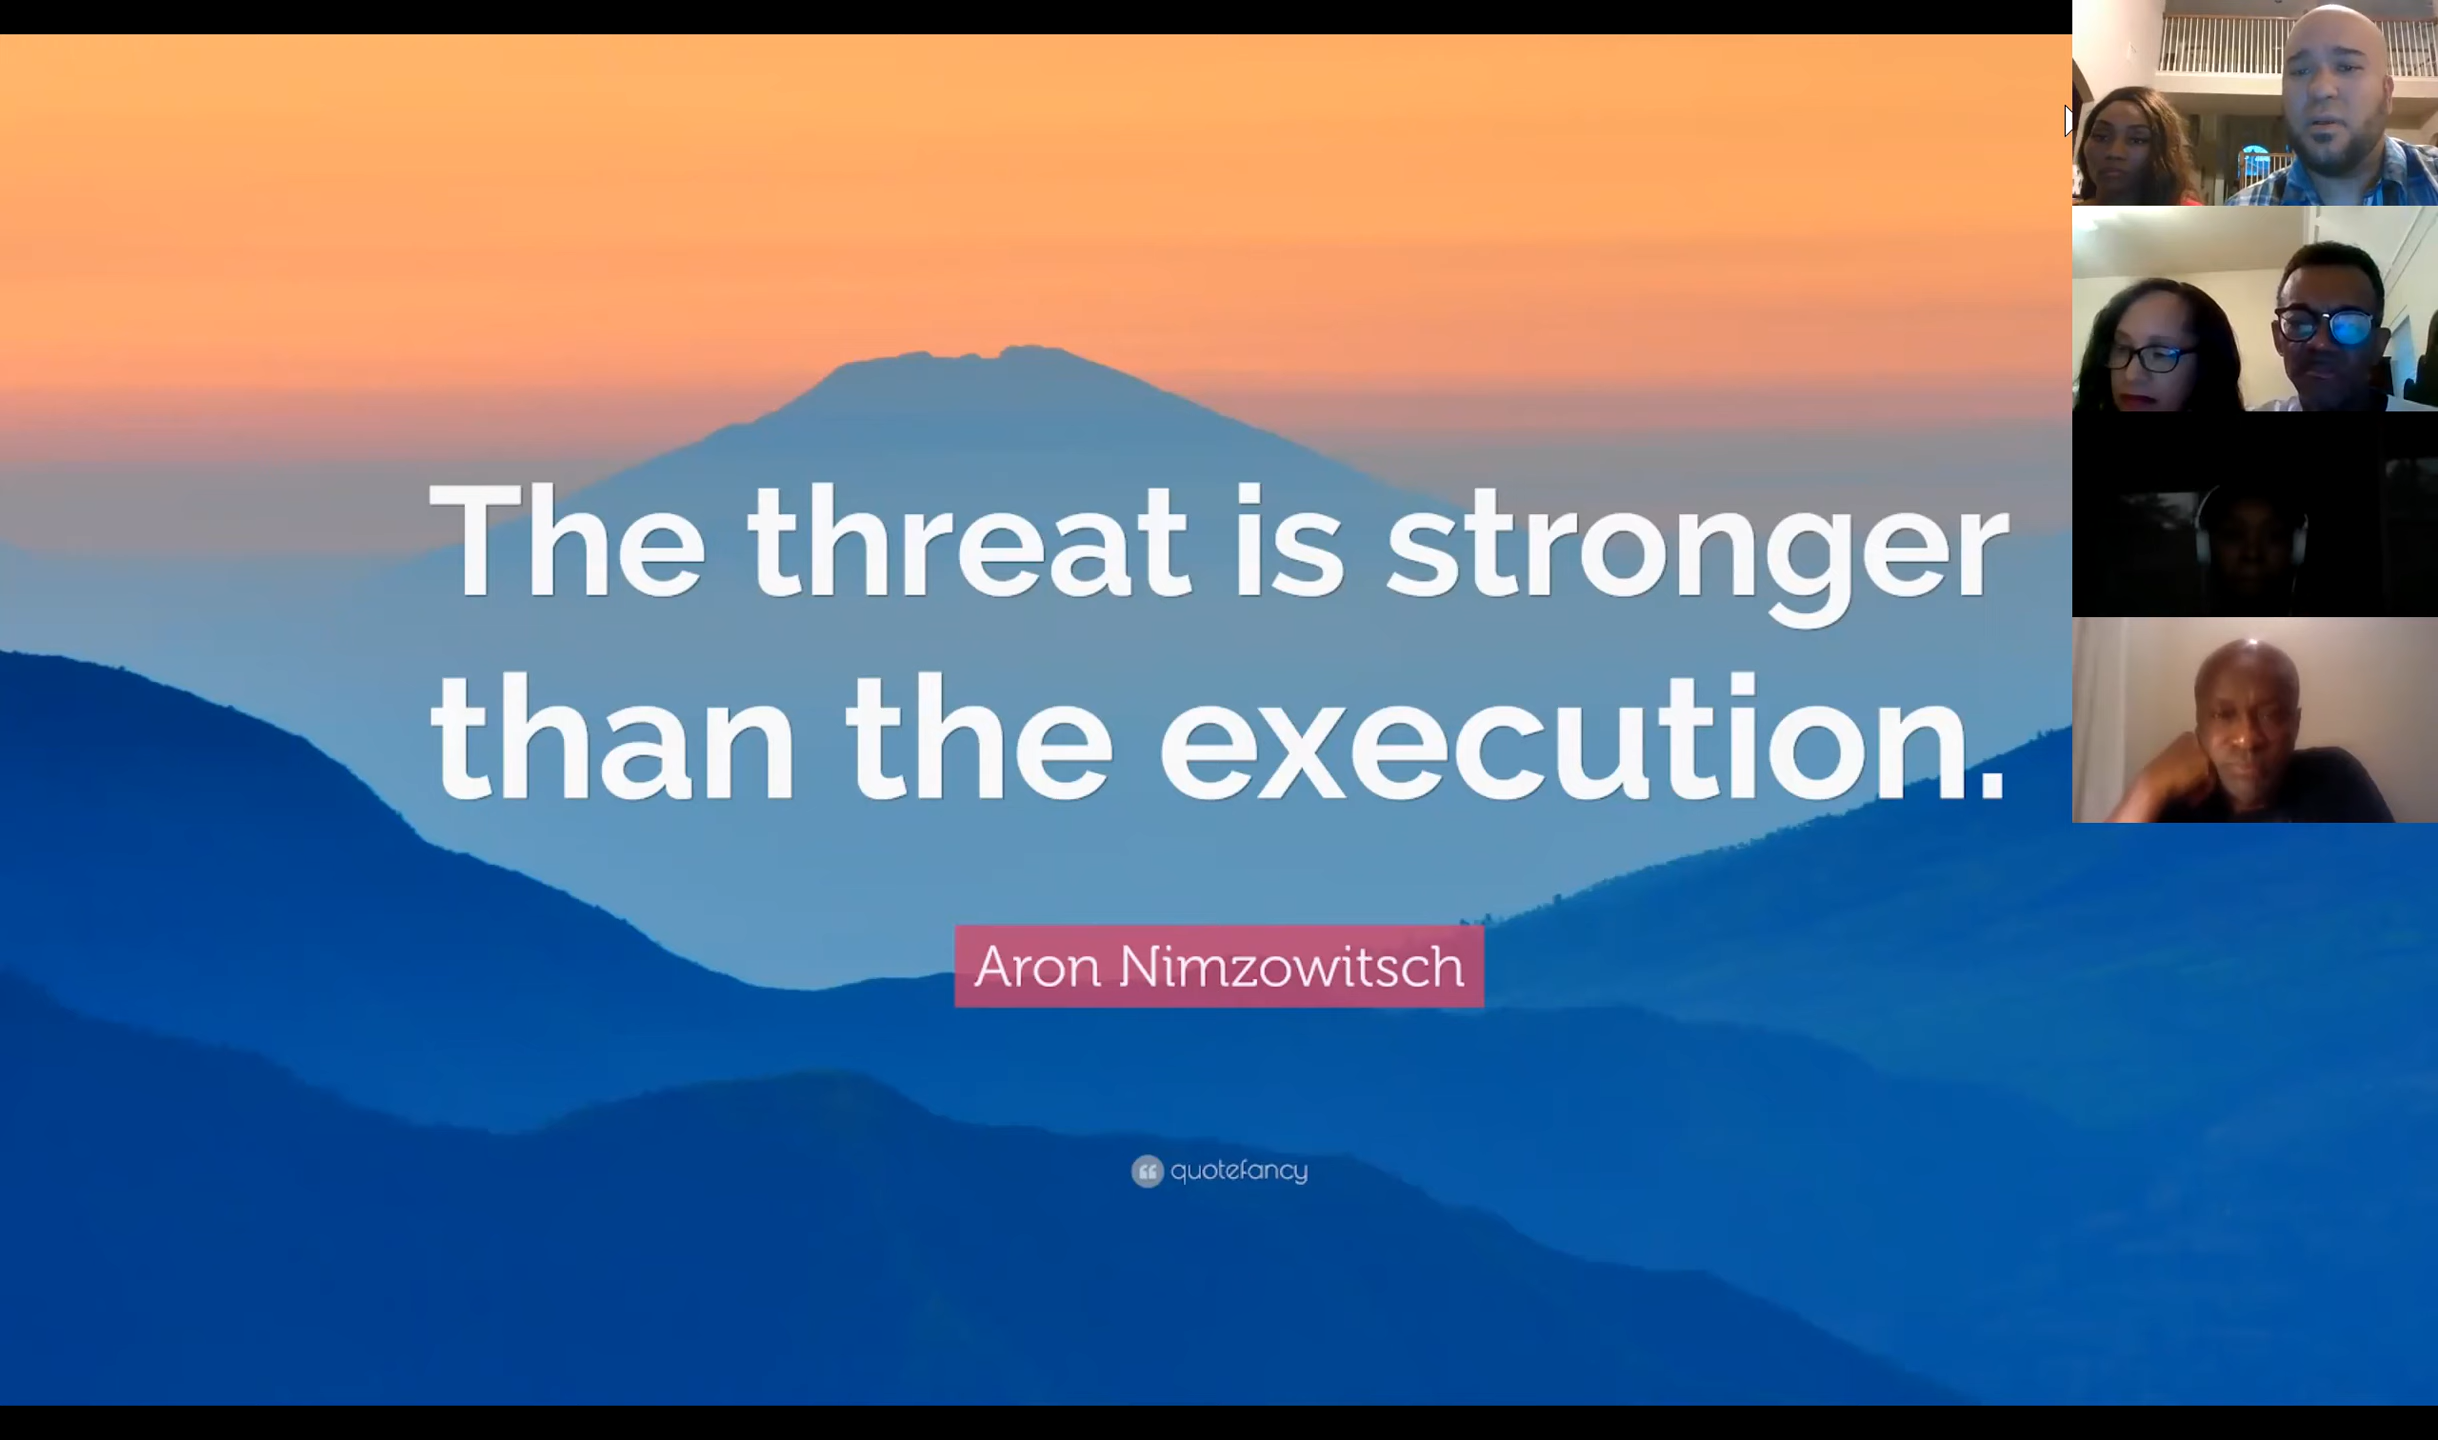 The threat is stronger
than the execution.
Aron Nimzowitsch
quotefancy